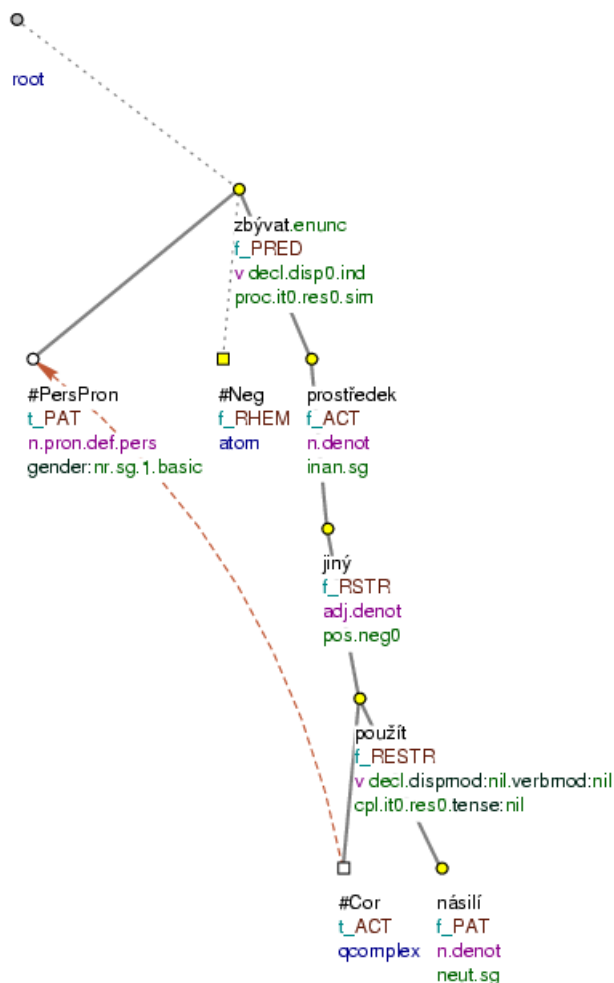 root
zbývat.enunc
f_PRED
v decl.disp0.ind
proc.it0.res0.sim
#PersPron
t_PAT
n.pron.def.pers
gender:nr.sg.1.basic
#Neg
f_RHEM
atom
prostředek
f_ACT
n.denot
inan.sg
jiný
f_RSTR
adj.denot
pos.neg0
použít
f_RESTR
v decl.dispmod:nil.verbmod:nil
cpl.it0.res0.tense:nil
#Cor
t_ACT
qcomplex
násilí
f_PAT
n.denot
neut.sg